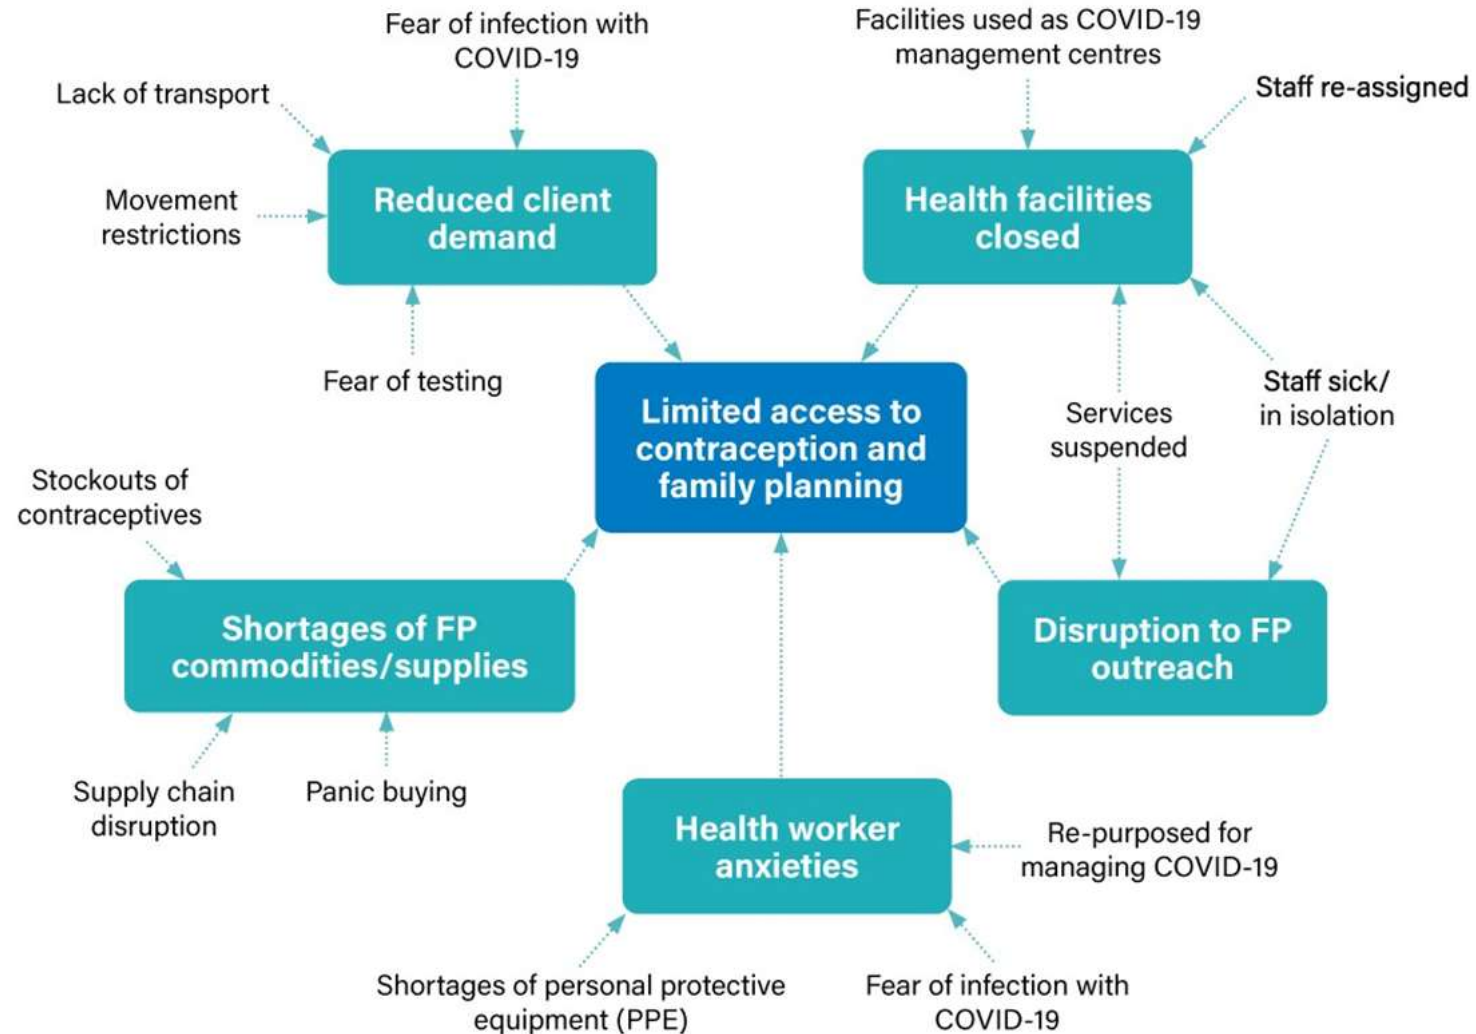 Fear of infection with
COVID-19
Facilities used as COVID-19
management centres
Lack of transport
Staff re-assigned
Movement
restrictions
Reduced client
demand
Health facilities
closed
Fear of testing
Limited access to
contraception and
family planning
Services
suspended
Staff sick/
in isolation
Stockouts of
contraceptives
Shortages of FP
commodities/supplies
Disruption to FP
outreach
Supply chain
disruption
Panic buying
Health worker
anxieties
Re-purposed for
managing COVID-19
Shortages of personal protective
equipment (PPE)
Fear of infection with
COVID-19